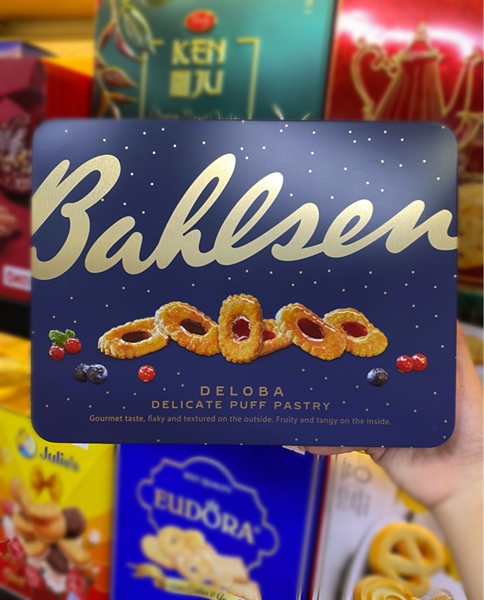 KEN
JU
Bahlsen
DELOBA
DELICATE PUFF PASTRY
Gourmet taste, flaky and textured on the outside. Fruity and tangy on the inside.
Julie's
EUDŌRA